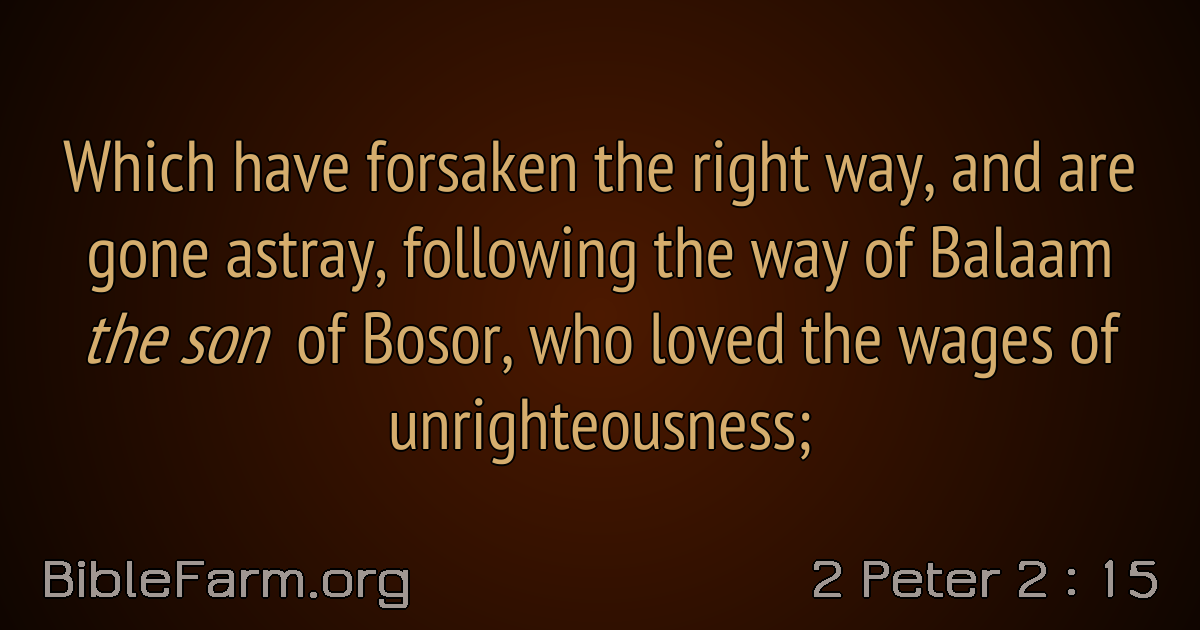 Which have forsaken the right way, and are
gone astray, following the way of Balaam
the son of Bosor, who loved the wages of
unrighteousness;
BibleFarm.org
2 Peter 2 : 15